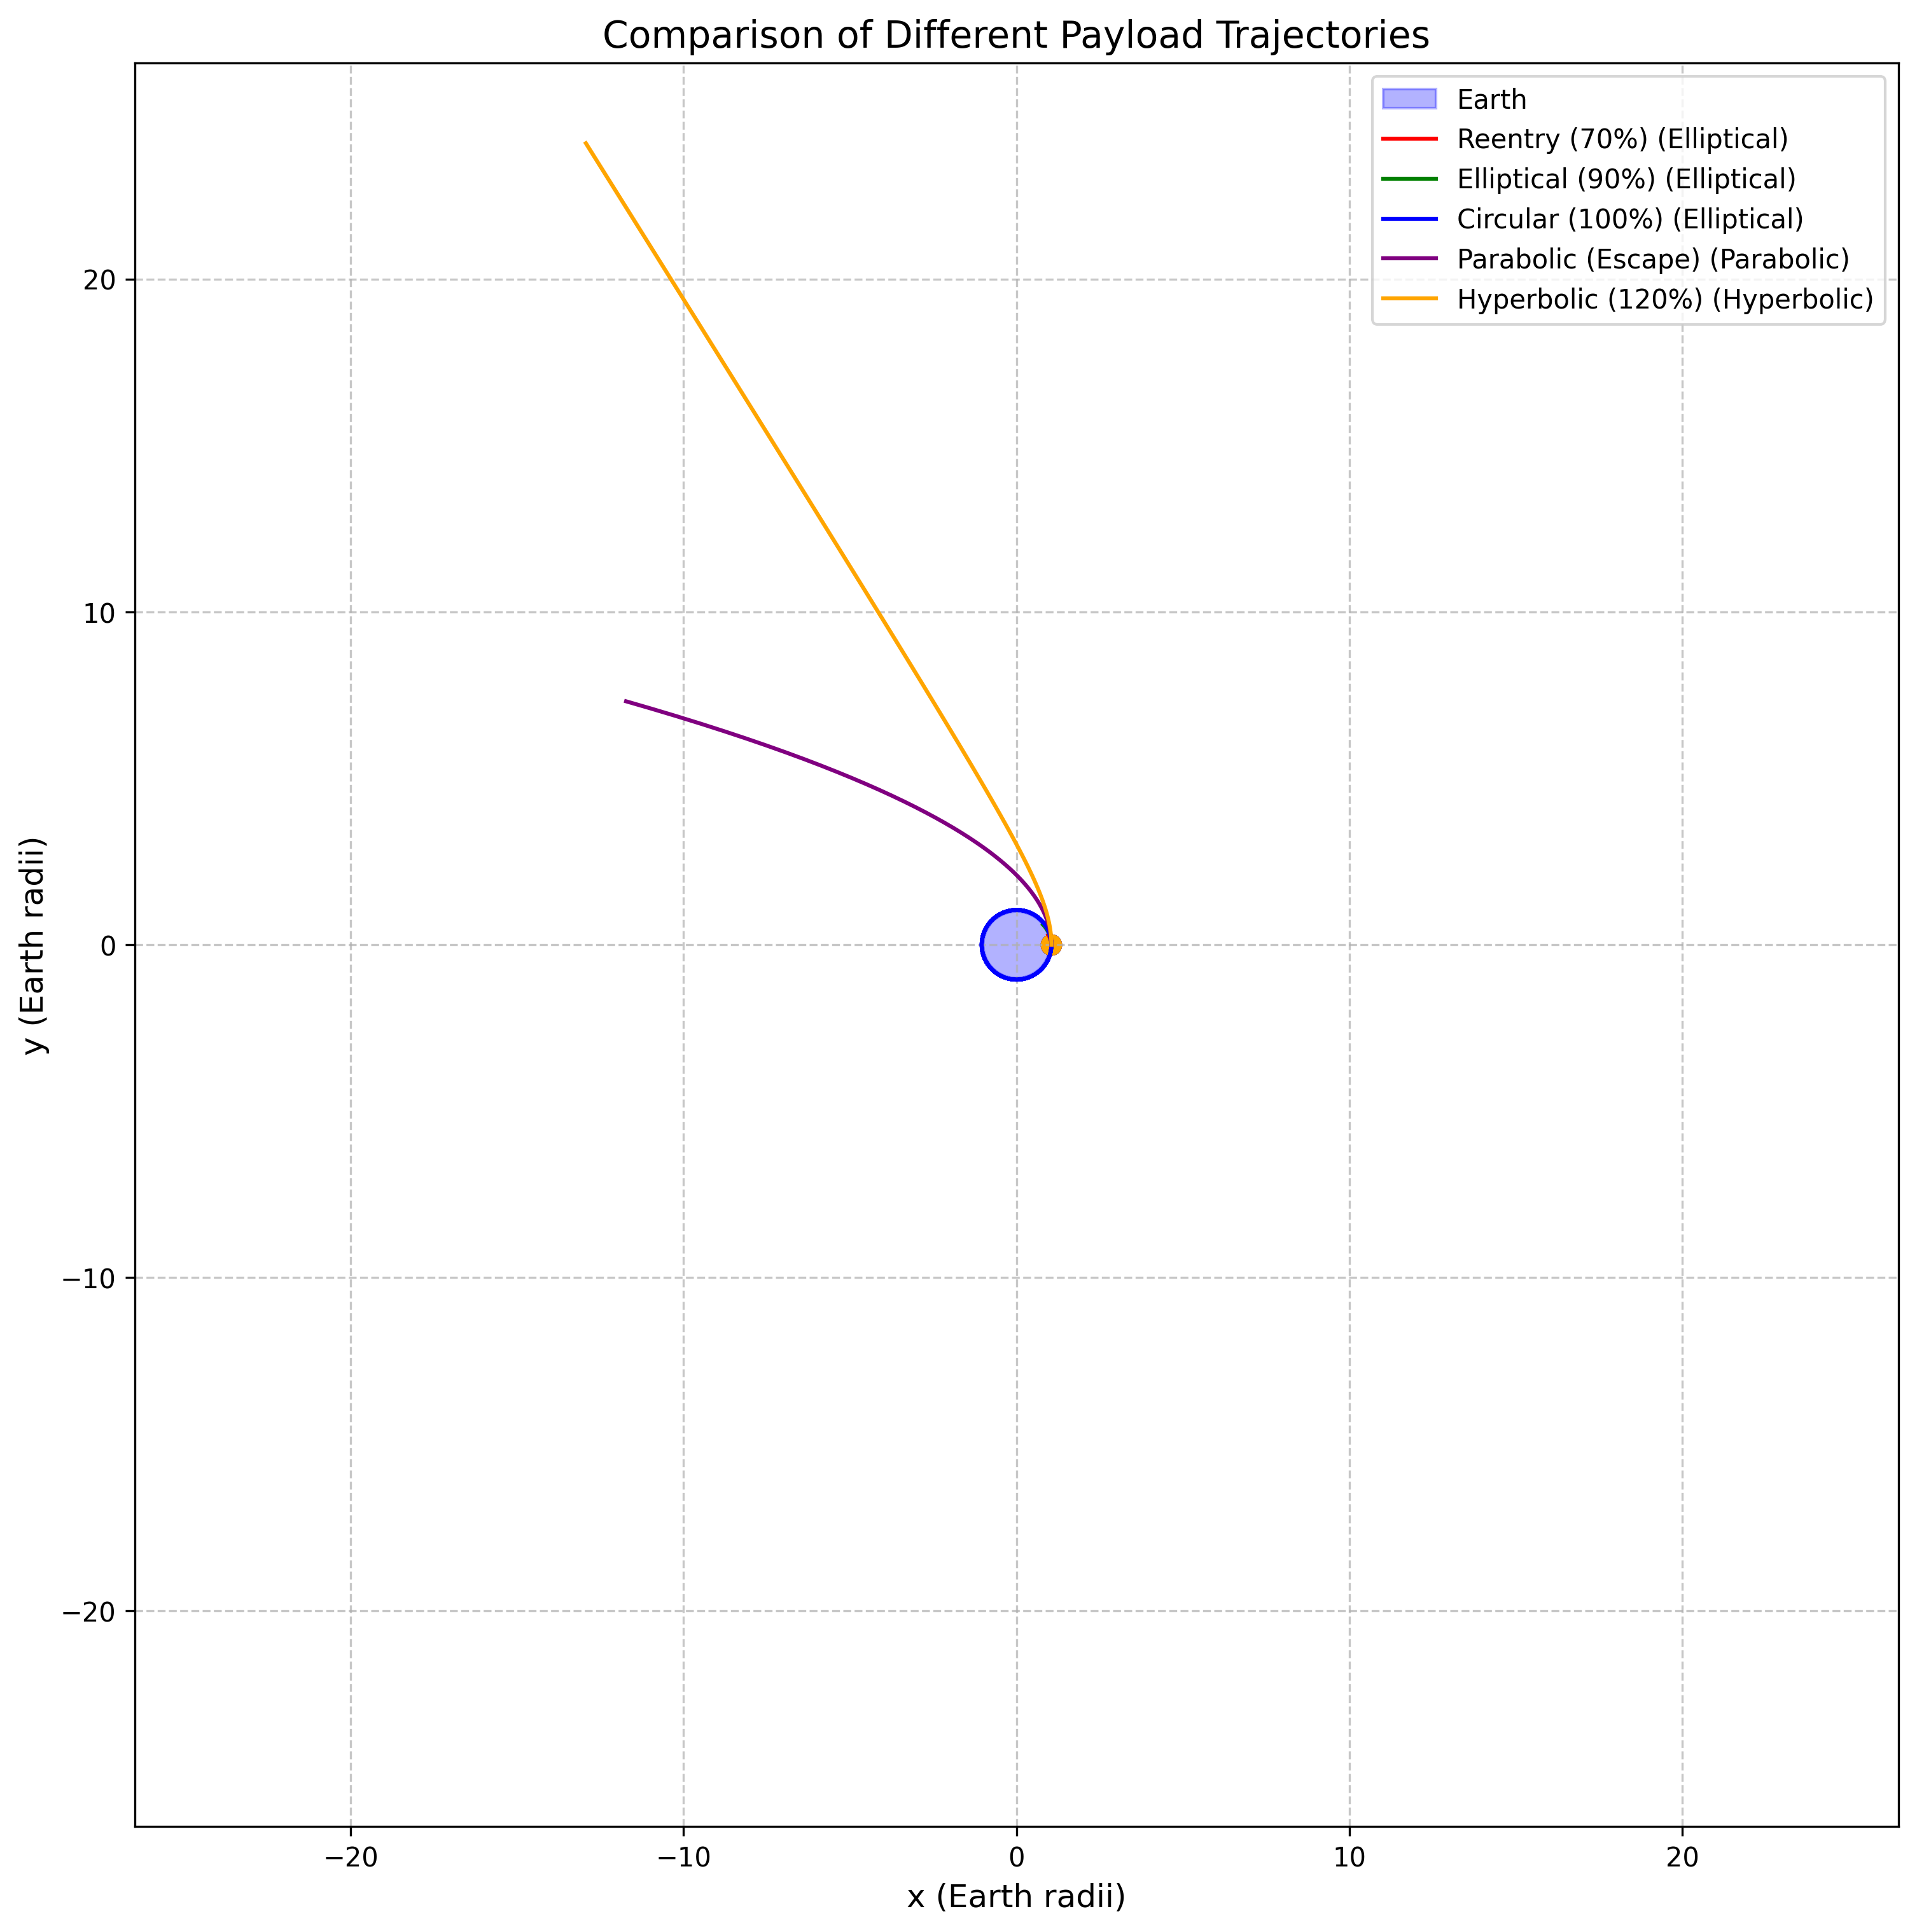 Comparison of Different Payload Trajectories
Earth
Reentry (70%) (Elliptical)
Elliptical (90%) (Elliptical)
Circular (100%) (Elliptical)
Parabolic (Escape) (Parabolic)
Hyperbolic (120%) (Hyperbolic)
y (Earth radii)
20
10
0
−10
−20
−20
−10
0
10
20
x (Earth radii)